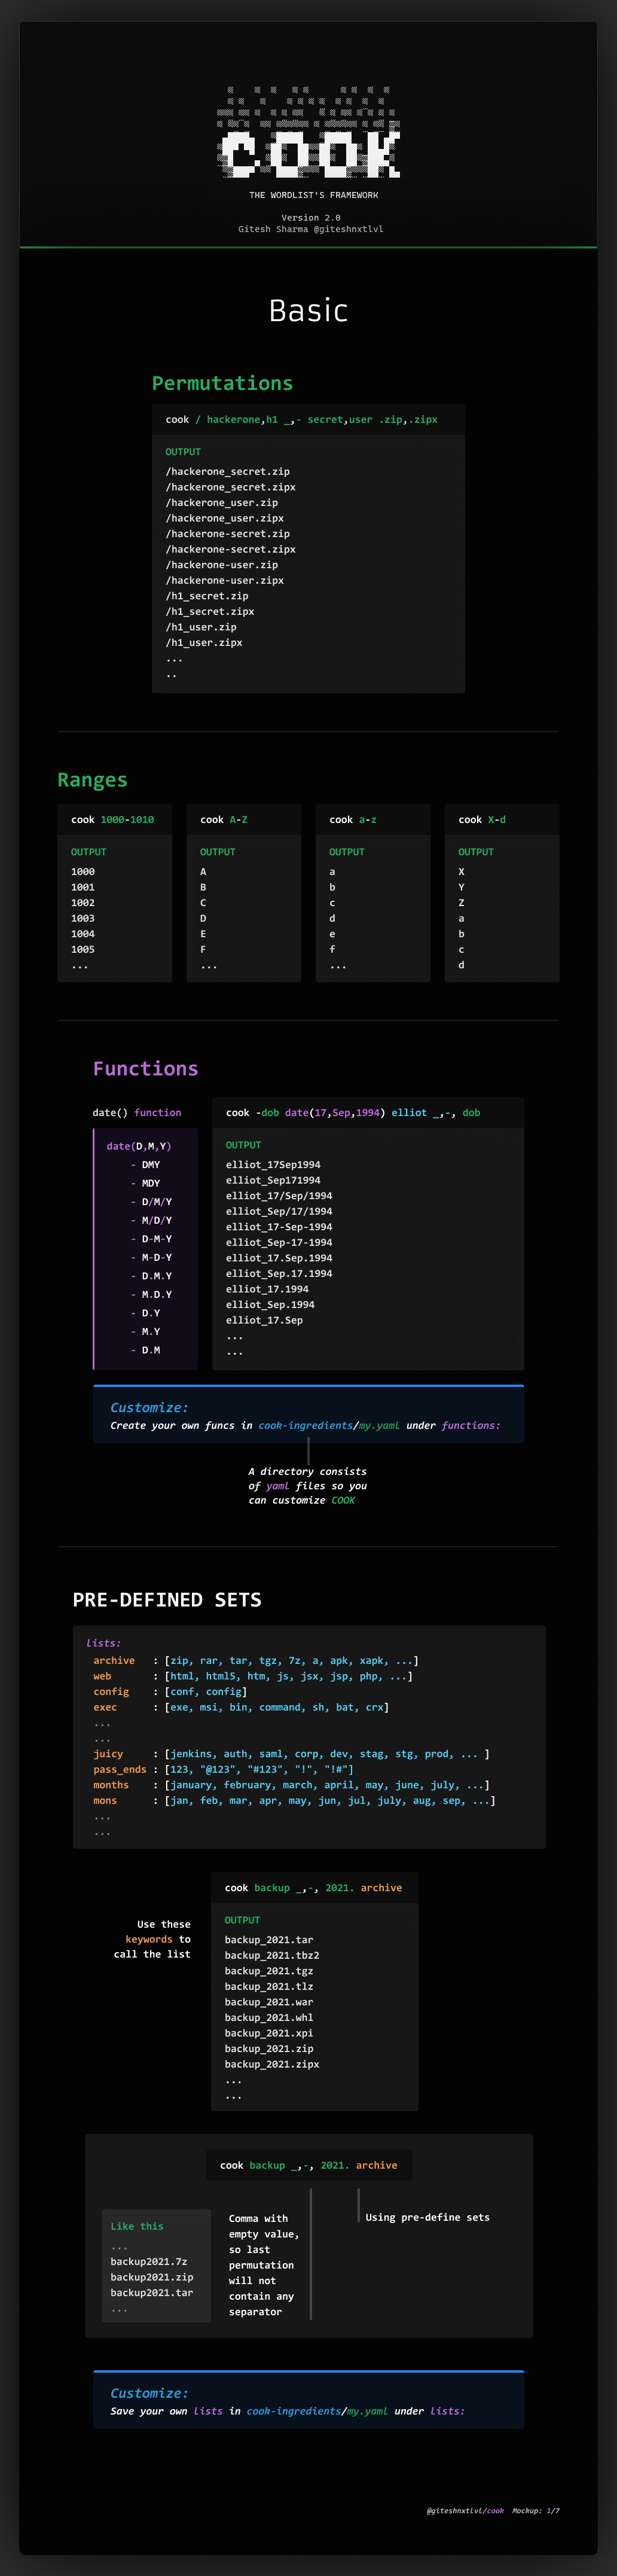 COOK
THE WORDLIST'S FRAMEWORK
Version 2.0
Gitesh Sharma @giteshnxtlvl
Basic
Permutations
cook / hackerone,h1 _,- secret,user .zip,.zipx
OUTPUT
/hackerone_secret.zip
/hackerone_secret.zipx
/hackerone_user.zip
/hackerone_user.zipx
/hackerone-secret.zip
/hackerone-secret.zipx
/hackerone-user.zip
/hackerone-user.zipx
/h1_secret.zip
/h1_secret.zipx
/h1_user.zip
/h1_user.zipx
...
..
Ranges
cook 1000-1010
OUTPUT
1000
1001
1002
1003
1004
1005
...
cook A-Z
OUTPUT
A
B
C
D
E
F
...
cook a-z
OUTPUT
a
b
c
d
e
f
...
cook X-d
OUTPUT
X
Y
Z
a
b
c
d
Functions
date() function
date(D,M,Y)
- DMY
- MDY
- D/M/Y
- M/D/Y
- D-M-Y
- M-D-Y
- D.M.Y
- M.D.Y
- D.Y
- M.Y
- D.M
cook -dob date(17,Sep,1994) elliot _,-, dob
OUTPUT
elliot_17Sep1994
elliot_Sep171994
elliot_17/Sep/1994
elliot_Sep/17/1994
elliot_17-Sep-1994
elliot_Sep-17-1994
elliot_17.Sep.1994
elliot_Sep.17.1994
elliot_17.1994
elliot_Sep.1994
elliot_17.Sep
...
...
Customize:
Create your own funcs in cook-ingredients/my.yaml under functions:
A directory consists
of yaml files so you
can customize COOK
PRE-DEFINED SETS
lists:
archive : [zip, rar, tar, tgz, 7z, a, apk, xapk, ...]
web : [html, html5, htm, js, jsx, jsp, php, ...]
config : [conf, config]
exec : [exe, msi, bin, command, sh, bat, crx]
...
...
juicy : [jenkins, auth, saml, corp, dev, stag, stg, prod, ... ]
pass_ends : [123, "@123", "#123", "!", "!#"]
months : [january, february, march, april, may, june, july, ...]
mons : [jan, feb, mar, apr, may, jun, jul, july, aug, sep, ...]
...
...
Use these
keywords to
call the list
cook backup _,-, 2021. archive
OUTPUT
backup_2021.tar
backup_2021.tbz2
backup_2021.tgz
backup_2021.tlz
backup_2021.war
backup_2021.whl
backup_2021.xpi
backup_2021.zip
backup_2021.zipx
...
...
cook backup _,-, 2021. archive
Like this
...
backup2021.7z
backup2021.zip
backup2021.tar
...
Comma with
empty value,
so last
permutation
will not
contain any
separator
Using pre-define sets
Customize:
Save your own lists in cook-ingredients/my.yaml under lists:
@giteshnxtlvl/cook Mockup: 1/7